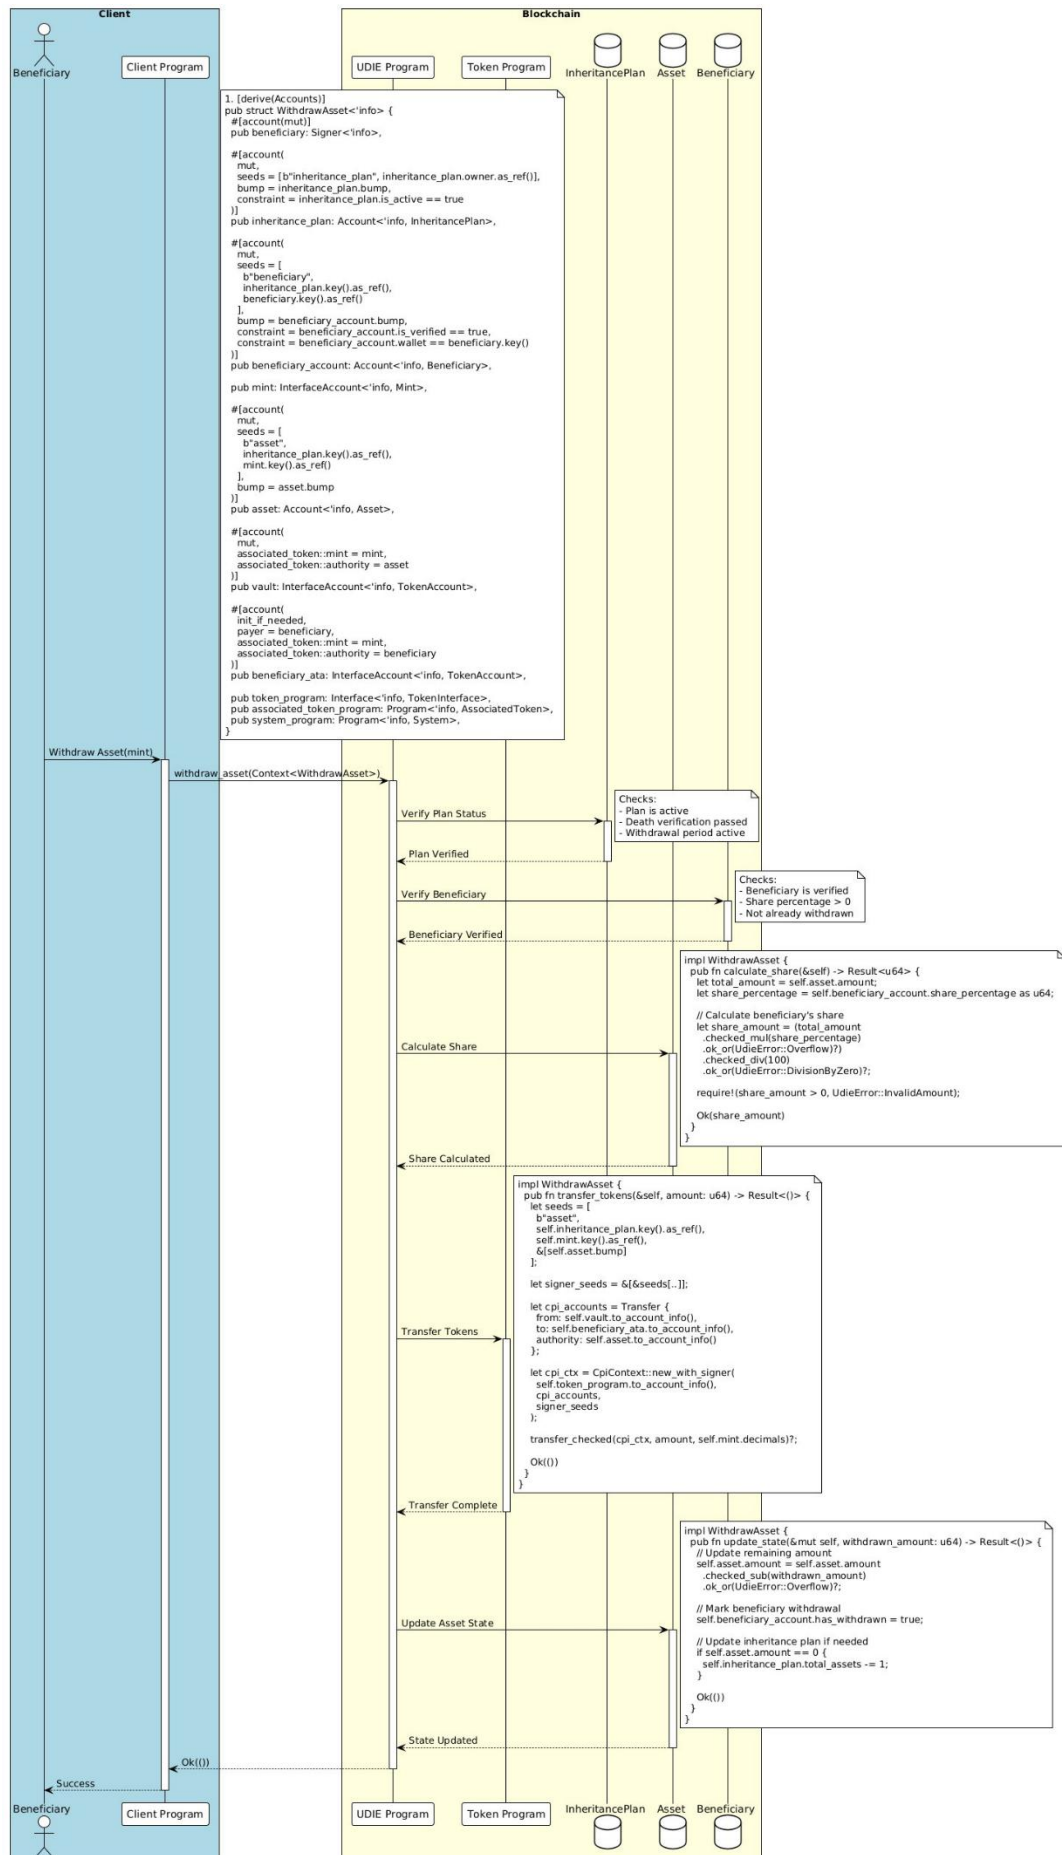 Client
Blockchain
Beneficiary
Client Program
UDIE Program
Token Program
InheritancePlan
Asset
Beneficiary
1. [derive(Accounts)]
pub struct WithdrawAsset<'info> {
#[account(mut)]
pub beneficiary: Signer<'info>,
#[account(
mut,
seeds = [b"inheritance_plan", inheritance_plan.owner.as_ref()],
bump = inheritance_plan.bump,
constraint = inheritance_plan.is_active == true
)]
pub inheritance_plan: Account<'info, InheritancePlan>,
#[account(
mut,
seeds = [
b"beneficiary",
inheritance_plan.key().as_ref(),
beneficiary.key().as_ref()
],
bump = beneficiary_account.bump,
constraint = beneficiary_account.is_verified == true,
constraint = beneficiary_account.wallet == beneficiary.key()
)]
pub beneficiary_account: Account<'info, Beneficiary>,
pub mint: InterfaceAccount<'info, Mint>,
#[account(
mut,
seeds = [
b"asset",
inheritance_plan.key().as_ref(),
mint.key().as_ref()
],
bump = asset.bump
)]
pub asset: Account<'info, Asset>,
#[account(
mut,
associated_token::mint = mint,
associated_token::authority = asset
)]
pub vault: InterfaceAccount<'info, TokenAccount>,
#[account(
init_if_needed,
payer = beneficiary,
associated_token::mint = mint,
associated_token::authority = beneficiary
)]
pub beneficiary_ata: InterfaceAccount<'info, TokenAccount>,
pub token_program: Interface<'info, TokenInterface>,
pub associated_token_program: Program<'info, AssociatedToken>,
pub system_program: Program<'info, System>,
}
Withdraw Asset(mint)
withdraw_asset(Context<WithdrawAsset>)
Verify Plan Status
Checks:
- Plan is active
- Death verification passed
- Withdrawal period active
Plan Verified
Verify Beneficiary
Checks:
- Beneficiary is verified
- Share percentage > 0
- Not already withdrawn
Beneficiary Verified
Calculate Share
impl WithdrawAsset {
pub fn calculate_share(&self) -> Result<u64> {
let total_amount = self.asset.amount;
let share_percentage = self.beneficiary_account.share_percentage as u64;
// Calculate beneficiary's share
let share_amount = (total_amount
.checked_mul(share_percentage)
.ok_or(UdieError::Overflow)?)
.checked_div(100)
.ok_or(UdieError::DivisionByZero)?;
require!(share_amount > 0, UdieError::InvalidAmount);
Ok(share_amount)
}
}
Share Calculated
Transfer Tokens
impl WithdrawAsset {
pub fn transfer_tokens(&self, amount: u64) -> Result<()> {
let seeds = [
b"asset",
self.inheritance_plan.key().as_ref(),
self.mint.key().as_ref(),
&[self.asset.bump]
];
let signer_seeds = &[&seeds[..]];
let cpi_accounts = Transfer {
from: self.vault.to_account_info(),
to: self.beneficiary_ata.to_account_info(),
authority: self.asset.to_account_info()
};
let cpi_ctx = CpiContext::new_with_signer(
self.token_program.to_account_info(),
cpi_accounts,
signer_seeds
);
transfer_checked(cpi_ctx, amount, self.mint.decimals)?;
Ok(())
}
}
Transfer Complete
Update Asset State
impl WithdrawAsset {
pub fn update_state(&mut self, withdrawn_amount: u64) -> Result<()> {
// Update remaining amount
self.asset.amount = self.asset.amount
.checked_sub(withdrawn_amount)
.ok_or(UdieError::Overflow)?;
// Mark beneficiary withdrawal
self.beneficiary_account.has_withdrawn = true;
// Update inheritance plan if needed
if self.asset.amount == 0 {
self.inheritance_plan.total_assets -= 1;
}
Ok(())
}
}
State Updated
Ok(())
Success
Beneficiary
Client Program
UDIE Program
Token Program
InheritancePlan
Asset
Beneficiary